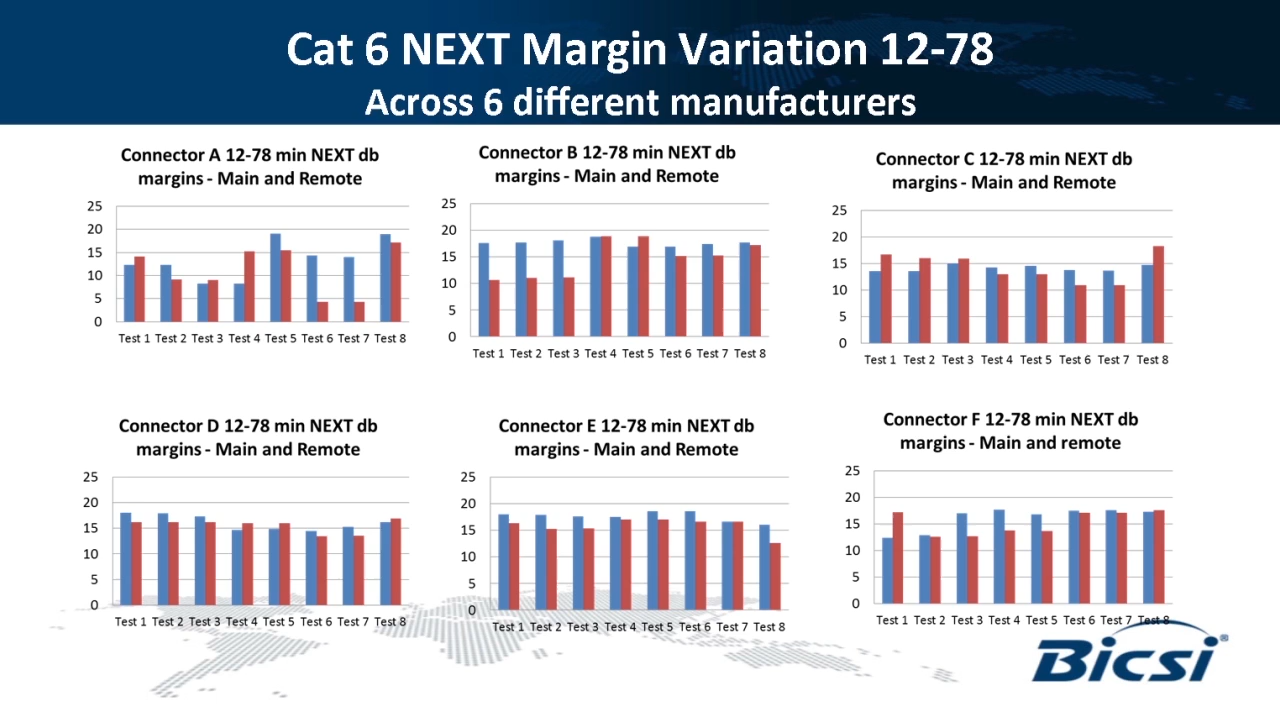 Cat 6 NEXT Margin Variation 12-78
Across 6 different manufacturers
Connector A 12-78 min NEXT db
margins - Main and Remote
25
20
15
10
5
0
Test 1 Test 2 Test 3 Test 4 Test 5 Test 6 Test 7 Test 8
Connector B 12-78 min NEXT db
margins - Main and Remote
25
20
15
10
5
0
Test 1 Test 2 Test 3 Test 4 Test 5 Test 6 Test 7 Test 8
Connector C 12-78 min NEXT db
margins - Main and Remote
25
20
15
10
5
0
Test 1 Test 2 Test 3 Test 4 Test 5 Test 6 Test 7 Test 8
Connector D 12-78 min NEXT db
margins - Main and Remote
25
20
15
10
5
0
Test 1 Test 2 Test 3 Test 4 Test 5 Test 6 Test 7 Test 8
Connector E 12-78 min NEXT db
margins - Main and Remote
25
20
15
10
5
0
Test 1 Test 2 Test 3 Test 4 Test 5 Test 6 Test 7 Test 8
Connector F 12-78 min NEXT db
margins - Main and remote
25
20
15
10
5
0
Test 1 Test 2 Test 3 Test 4 Test 5 Test 6 Test 7 Test 8
Bicsi®